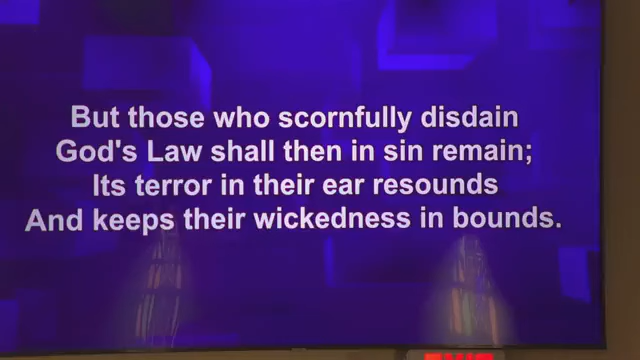 But those who scornfully disdain
God's Law shall then in sin remain;
Its terror in their ear resounds
And keeps their wickedness in bounds.